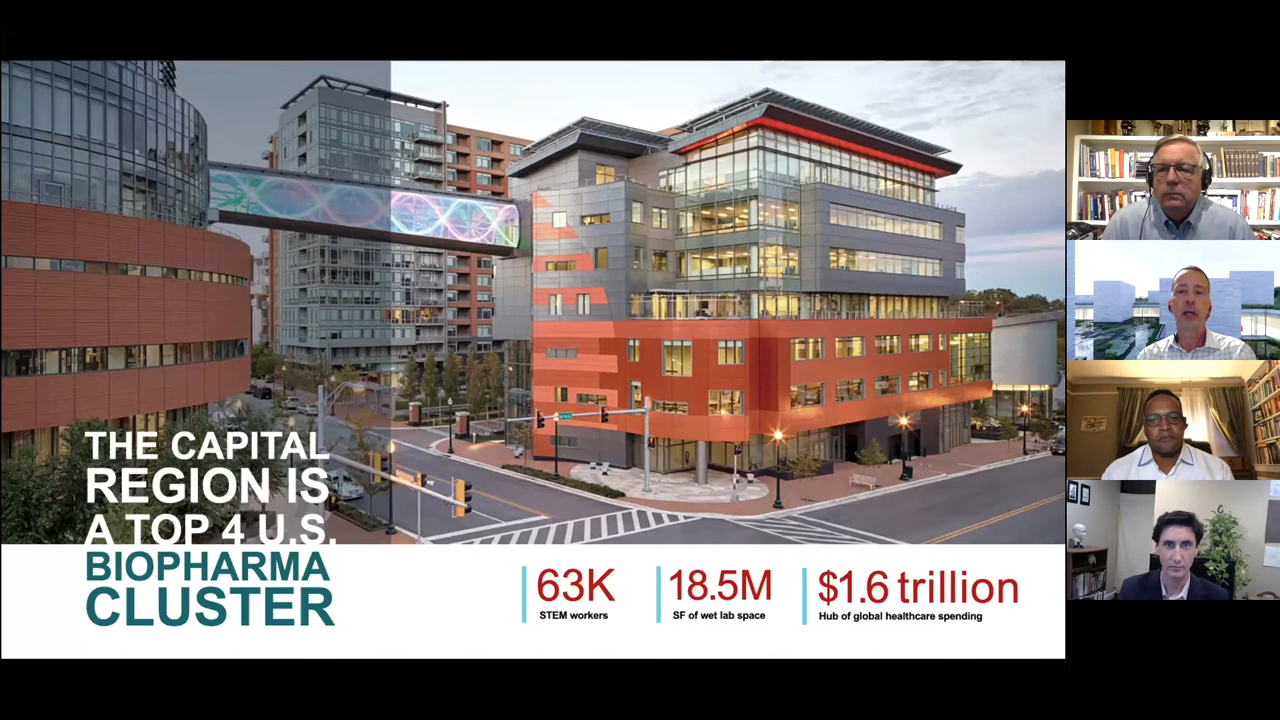 THE CAPITAL
REGION IS
A TOP 4 U.S.
BIOPHARMA
CLUSTER
63K
STEM workers
18.5M
SF of wet lab space
$1.6 trillion
Hub of global healthcare spending